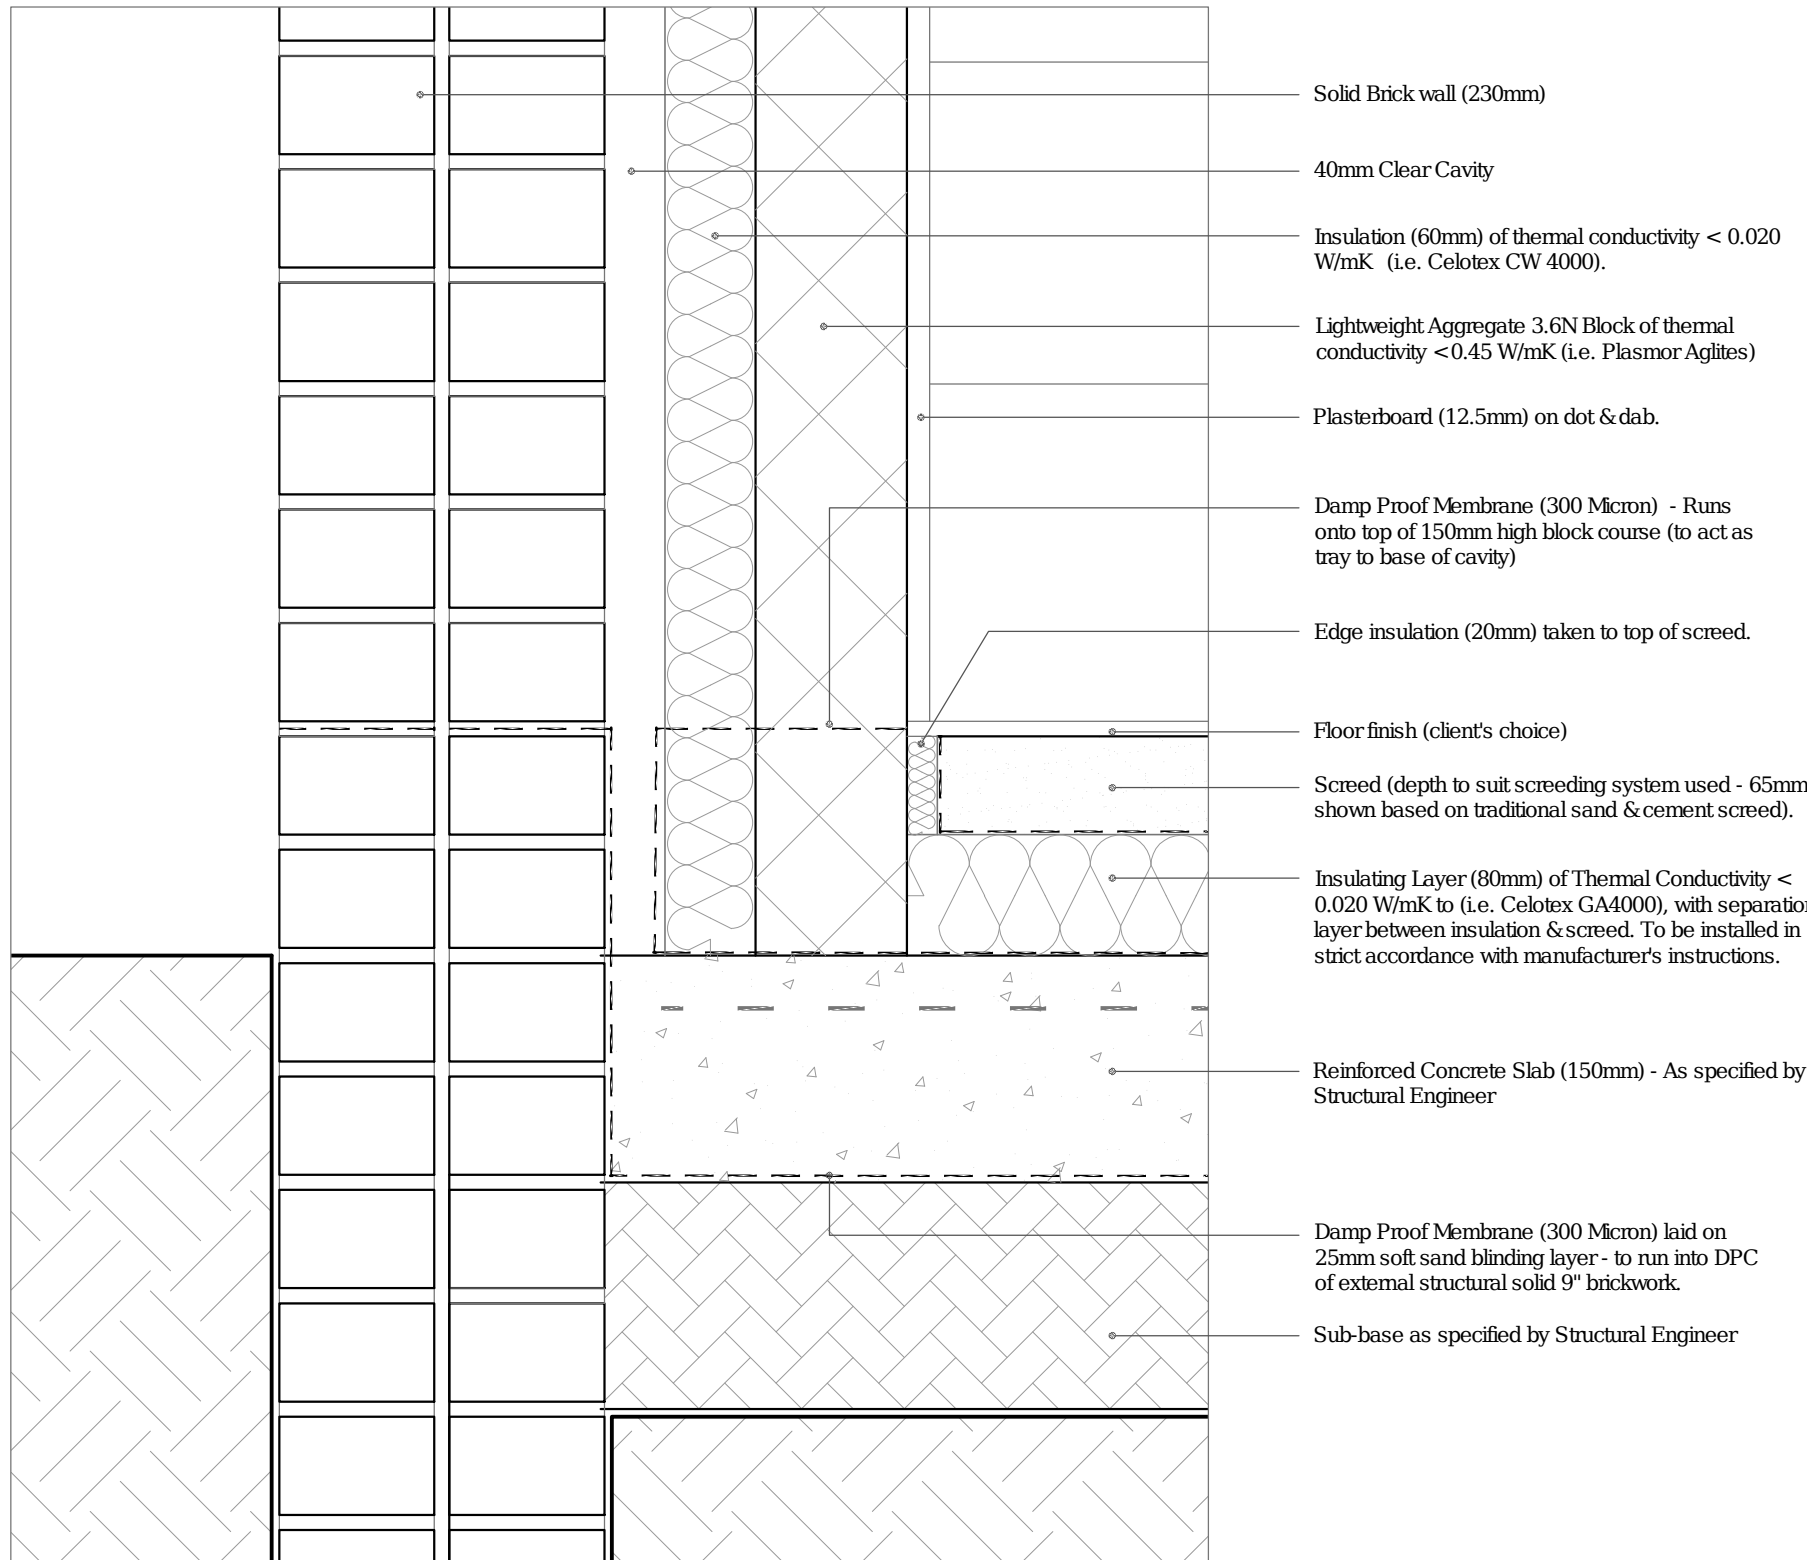 Solid Brick wall (230mm)
40mm Clear Cavity
Insulation (60mm) of thermal conductivity < 0.020
W/mK (i.e. Celotex CW 4000).
Lightweight Aggregate 3.6N Block of thermal
conductivity <0.45 W/mK (i.e. Plasmor Aglites)
Plasterboard (12.5mm) on dot & dab.
Damp Proof Membrane (300 Micron) - Runs
onto top of 150mm high block course (to act as
tray to base of cavity)
Edge insulation (20mm) taken to top of screed.
Floor finish (client's choice)
Screed (depth to suit screeding system used - 65mm
shown based on traditional sand & cement screed).
Insulating Layer (80mm) of Thermal Conductivity <
0.020 W/mK to (i.e. Celotex GA4000), with separation
layer between insulation & screed. To be installed in
strict accordance with manufacturer's instructions.
Reinforced Concrete Slab (150mm) - As specified by
Structural Engineer
Damp Proof Membrane (300 Micron) laid on
25mm soft sand blinding layer - to run into DPC
of external structural solid 9" brickwork.
Sub-base as specified by Structural Engineer